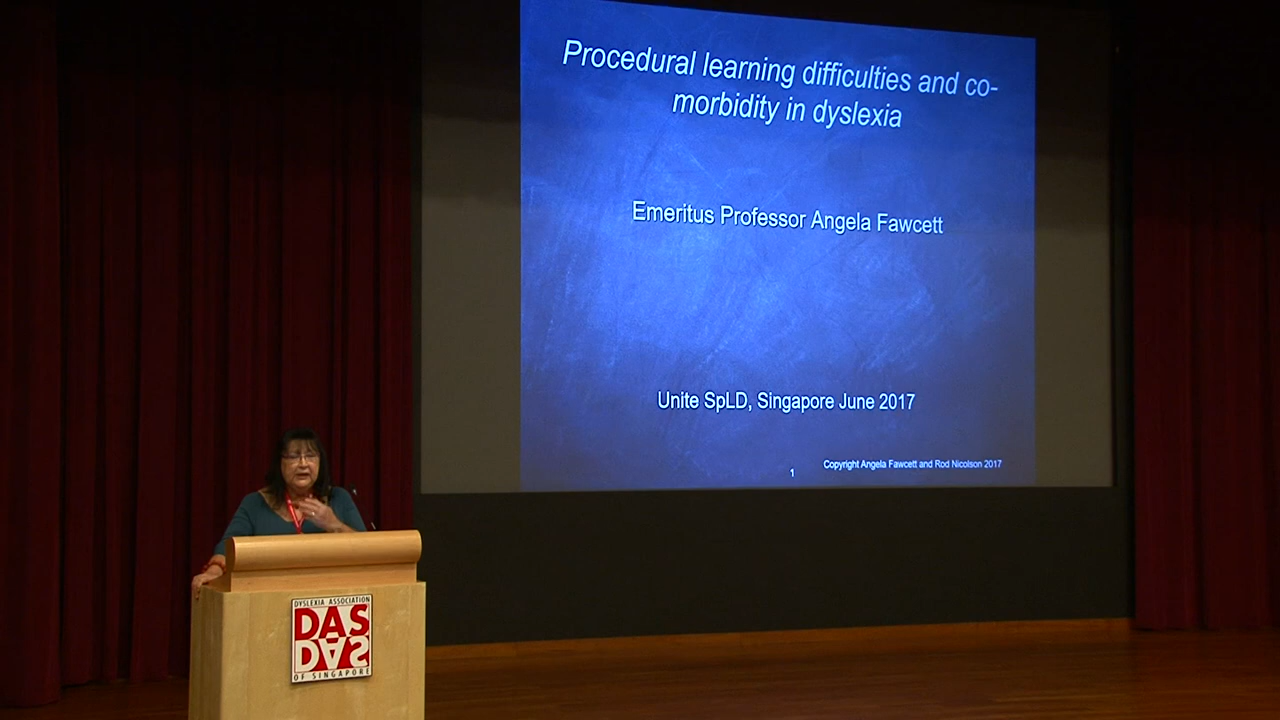 Procedural learning difficulties and co-
morbidity in dyslexia
Emeritus Professor Angela Fawcett
Unite SpLD, Singapore June 2017
Copyright Angela Fawcett and Rod Nicolson 2017
1
DYSLEXIA ASSOCIATION
DAS
DAS
OF SINGAPORE